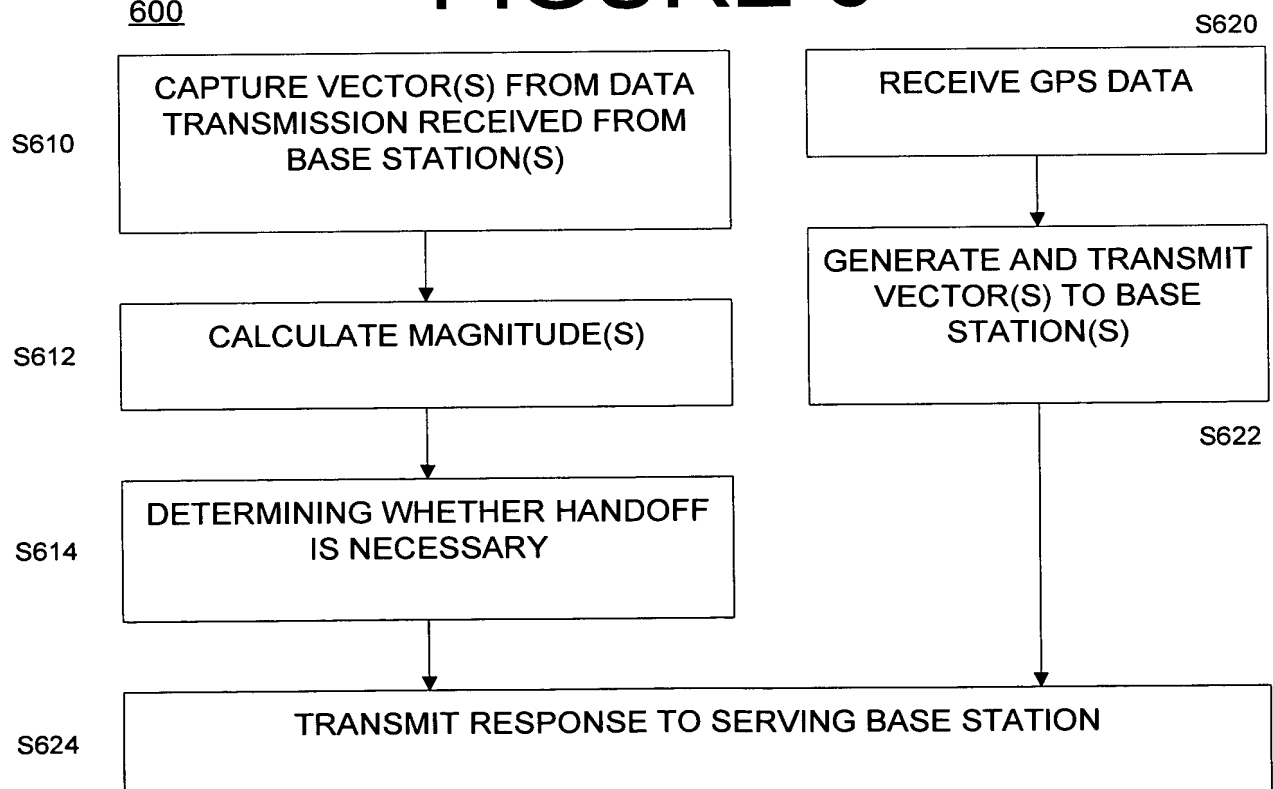 600
S620
CAPTURE VECTOR(S) FROM DATA
TRANSMISSION RECEIVED FROM
BASE STATION(S)
S610
RECEIVE GPS DATA
GENERATE AND TRANSMIT
VECTOR(S) TO BASE
STATION(S)
S622
CALCULATE MAGNITUDE(S)
S612
DETERMINING WHETHER HANDOFF
IS NECESSARY
S614
TRANSMIT RESPONSE TO SERVING BASE STATION
S624